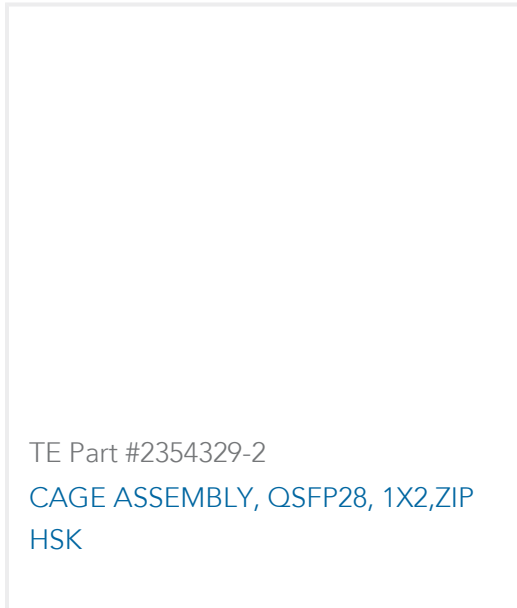 TE Part #2354329-2
CAGE ASSEMBLY, QSFP28, 1X2,ZIP
HSK